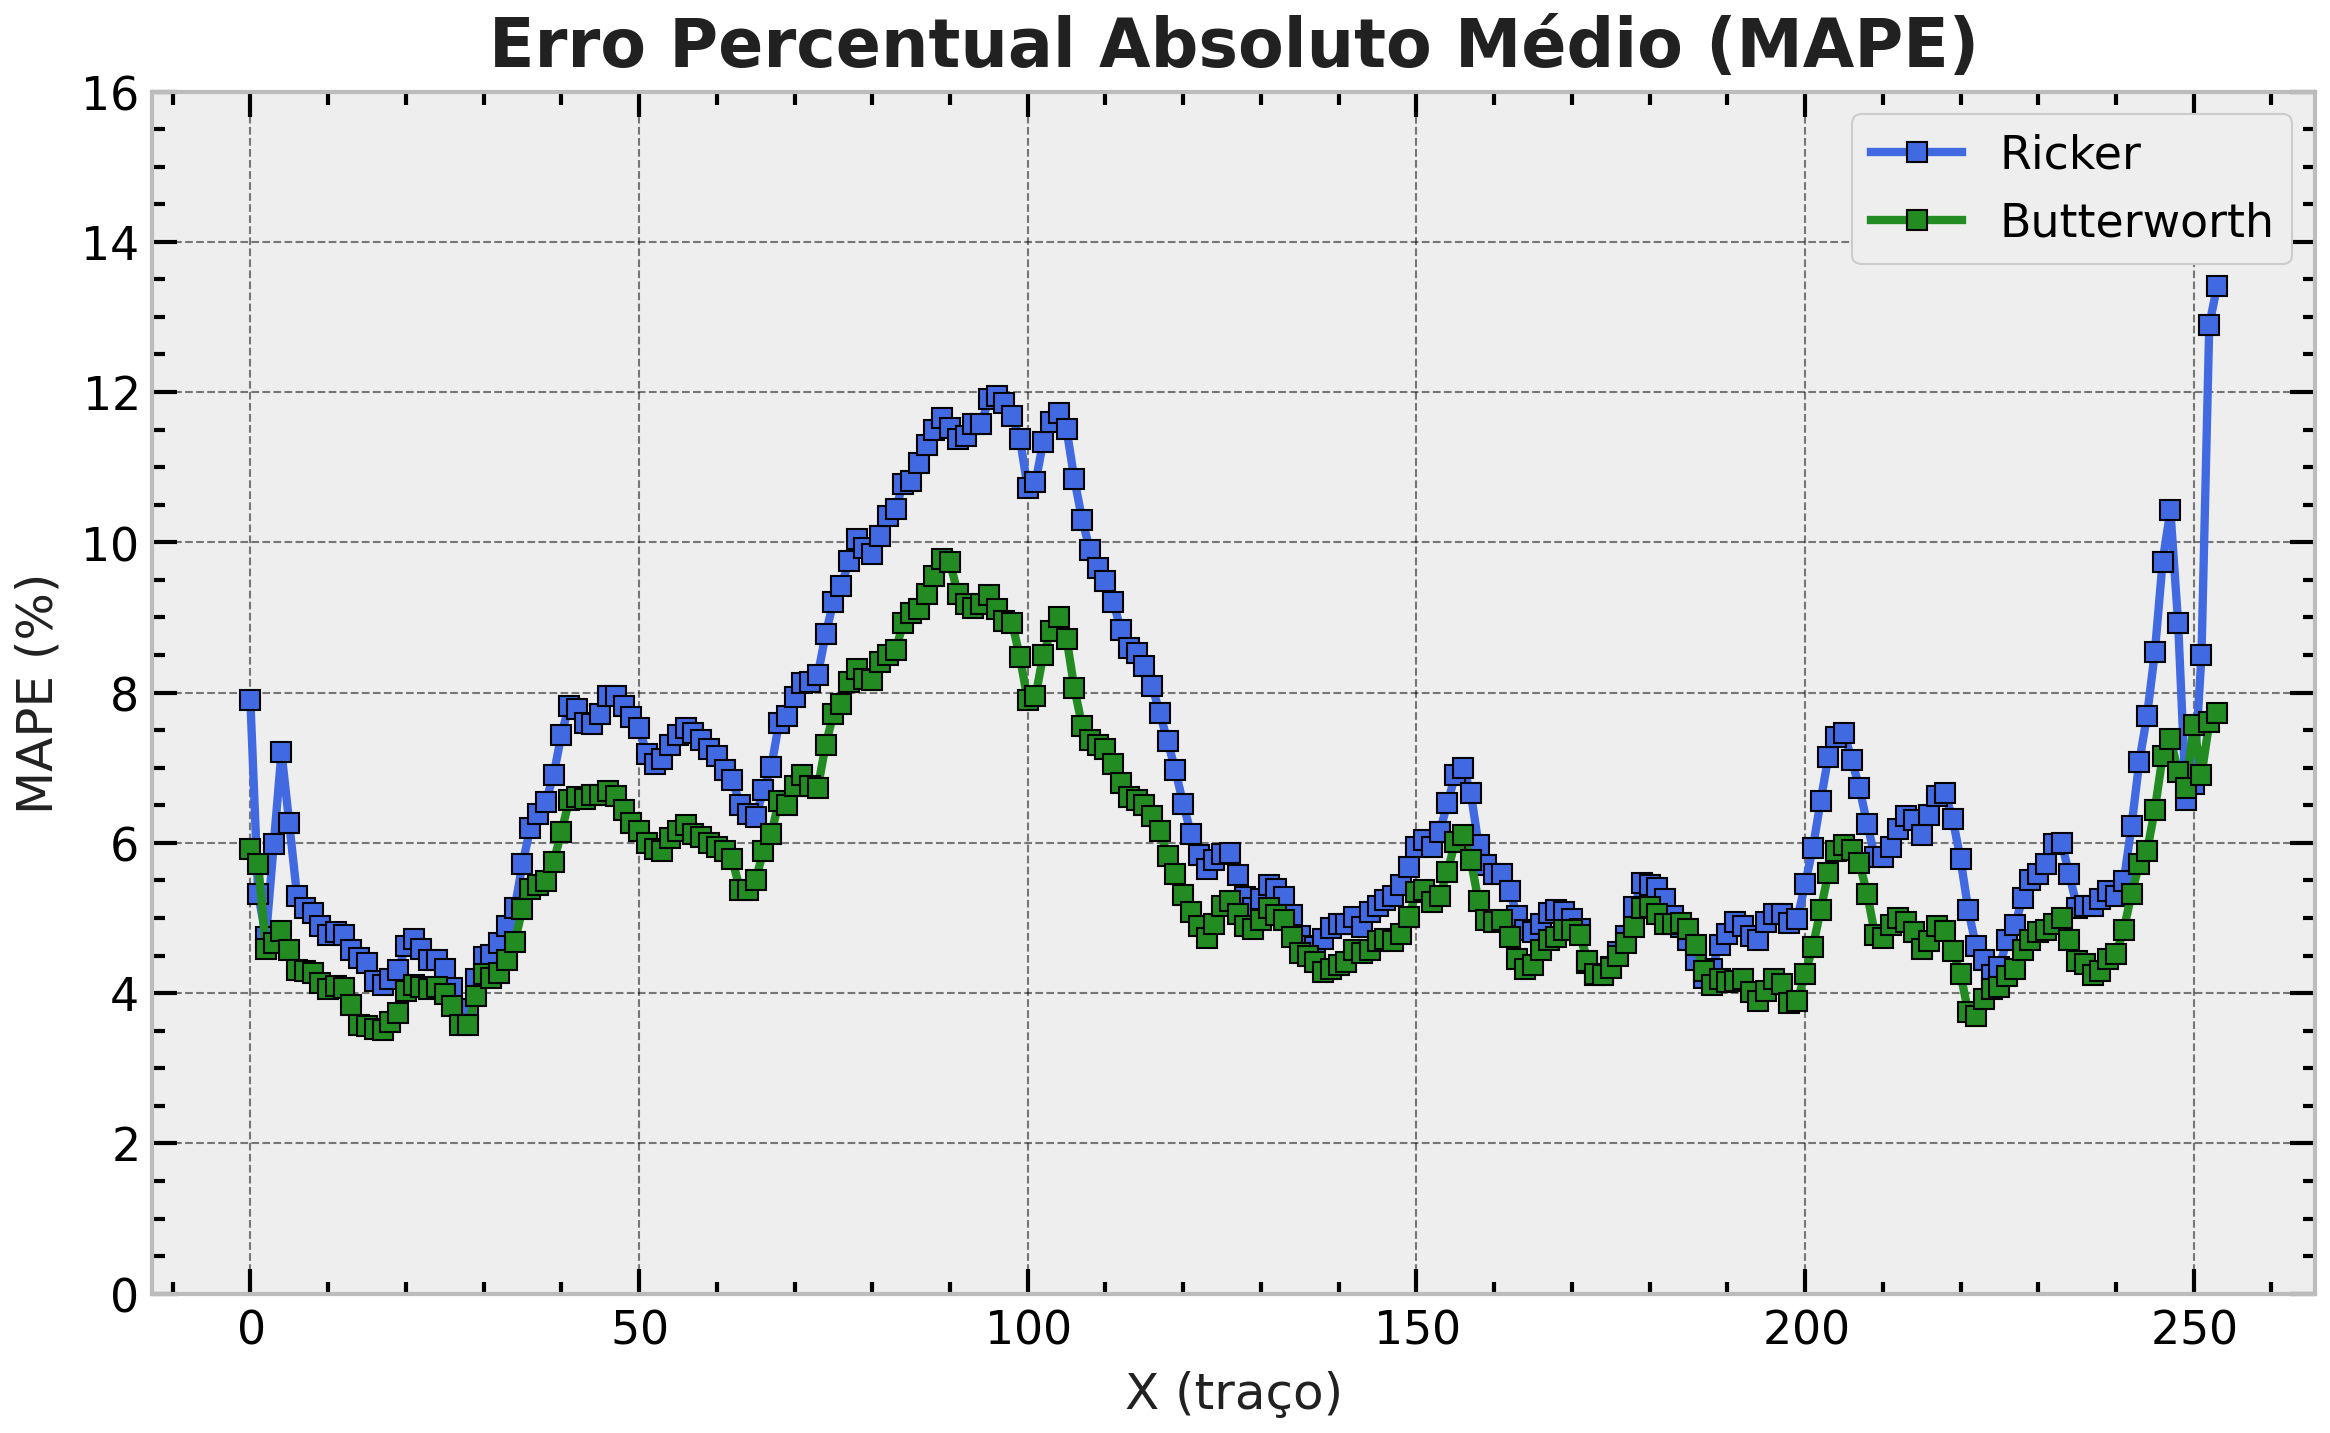 Erro Percentual Absoluto Médio (MAPE)
16
14
12
10
8
6
4
2
0
MAPE (%)
Ricker
Butterworth
0 50 100 150 200 250
X (traço)